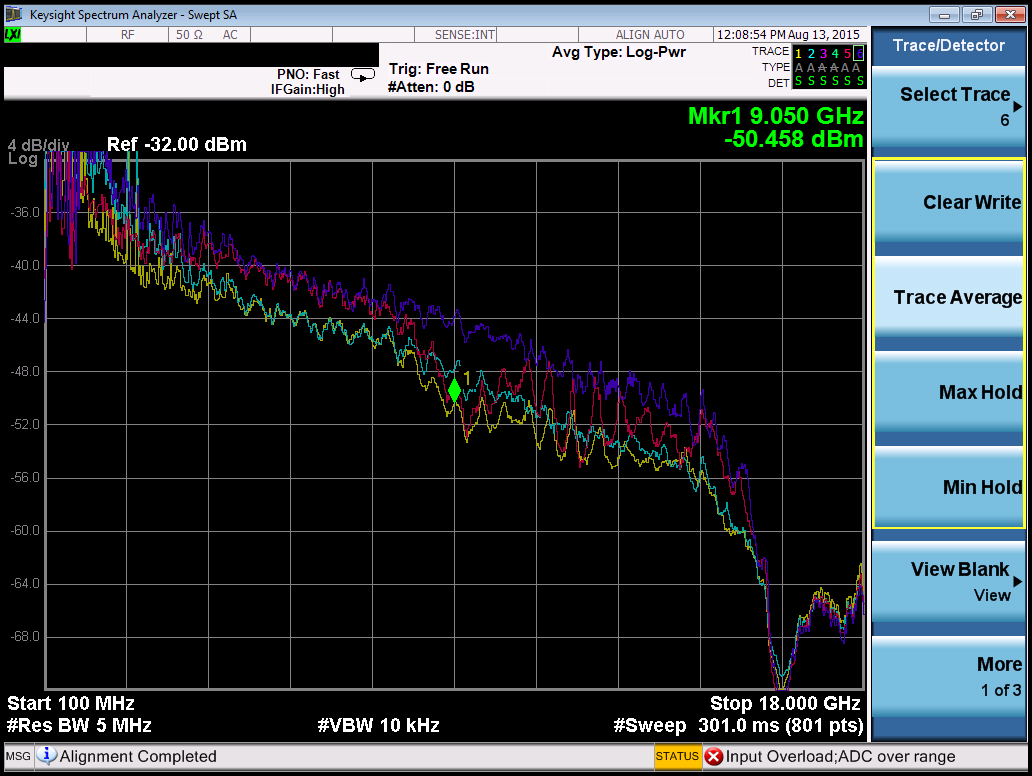 Keysight Spectrum Analyzer - Swept SA
LXI
RF
50 Ω
AC
SENSE:INT
ALIGN AUTO
12:08:54 PM Aug 13, 2015
PNO: Fast
IFGain:High
Trig: Free Run
#Atten: 0 dB
Avg Type: Log-Pwr
TRACE 1 2 3 4 5 6
TYPE A A A A A A
DET S S S S S S
Mkr1 9.050 GHz
-50.458 dBm
4 dB/div
Log
Ref -32.00 dBm
-36.0
-40.0
-44.0
-48.0
-52.0
-56.0
-60.0
-64.0
-68.0
1
Start 100 MHz
Stop 18.000 GHz
#Res BW 5 MHz
#VBW 10 kHz
#Sweep 301.0 ms (801 pts)
MSG
Alignment Completed
STATUS
Input Overload;ADC over range
Trace/Detector
Select Trace
6
Clear Write
Trace Average
Max Hold
Min Hold
View Blank
View
More
1 of 3